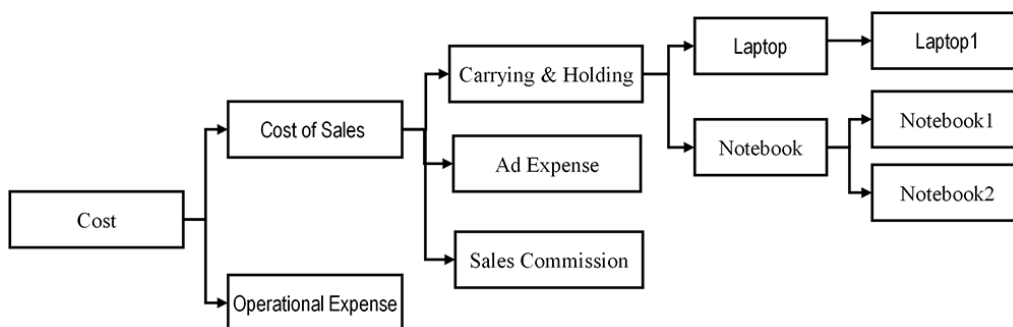 Cost
Cost of Sales
Operational Expense
Carrying & Holding
Ad Expense
Sales Commission
Laptop
Notebook
Laptop1
Notebook1
Notebook2